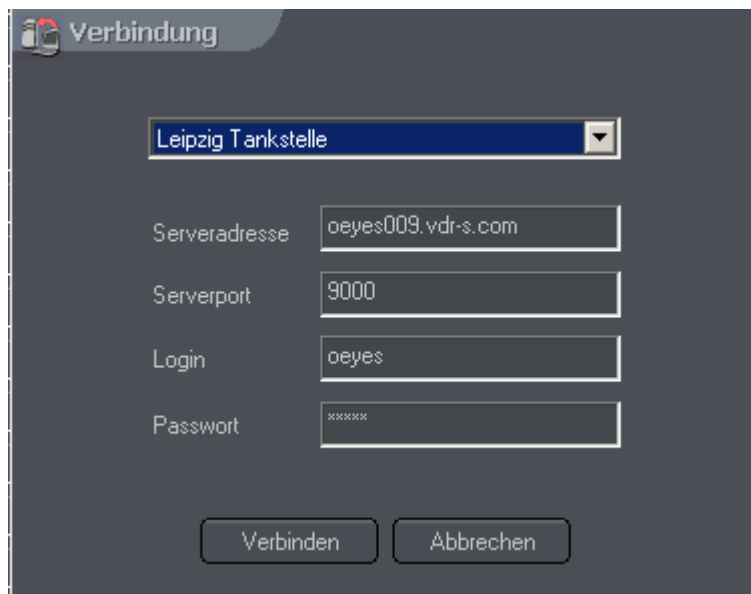 Verbindung
Leipzig Tankstelle
Serveradresse oeyes009.vdr-s.com
Serverport 9000
Login oeyes
Passwort *****
Verbinden Abbrechen